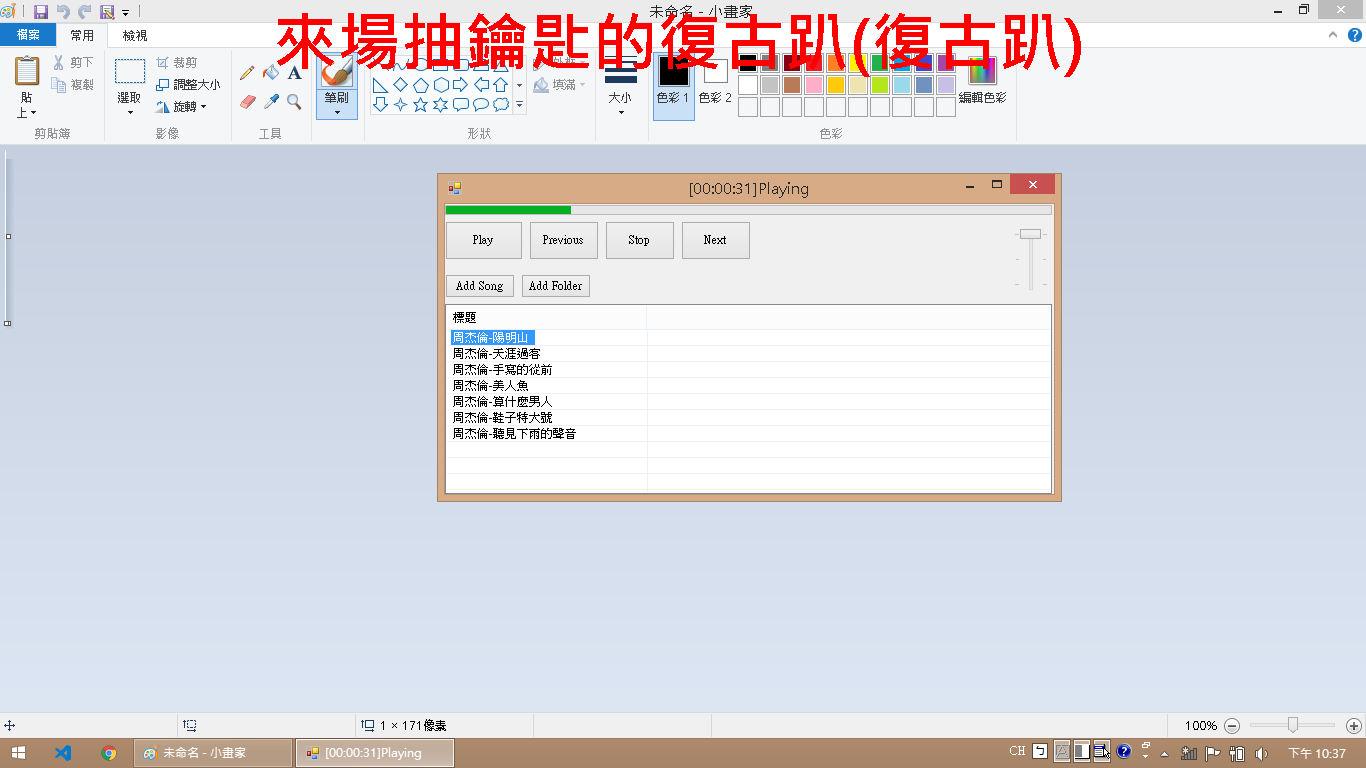 未命名 - 小畫家
來場抽鑰匙的復古趴(復古趴)
檔案 常用 檢視
貼上
剪下
複製
剪貼簿
選取
裁剪
調整大小
旋轉
影像
A
工具
筆刷
填滿
形狀
大小
色彩 1
色彩 2
編輯色彩
色彩
[00:00:31]Playing
Play Previous Stop Next
Add Song Add Folder
標題
周杰倫-陽明山
周杰倫-天涯過客
周杰倫-手寫的從前
周杰倫-美人魚
周杰倫-算什麼男人
周杰倫-鞋子特大號
周杰倫-聽見下雨的聲音
1 × 171像素
100%
未命名 - 小畫家
[00:00:31]Playing
CH
ㄅ
下午 10:37